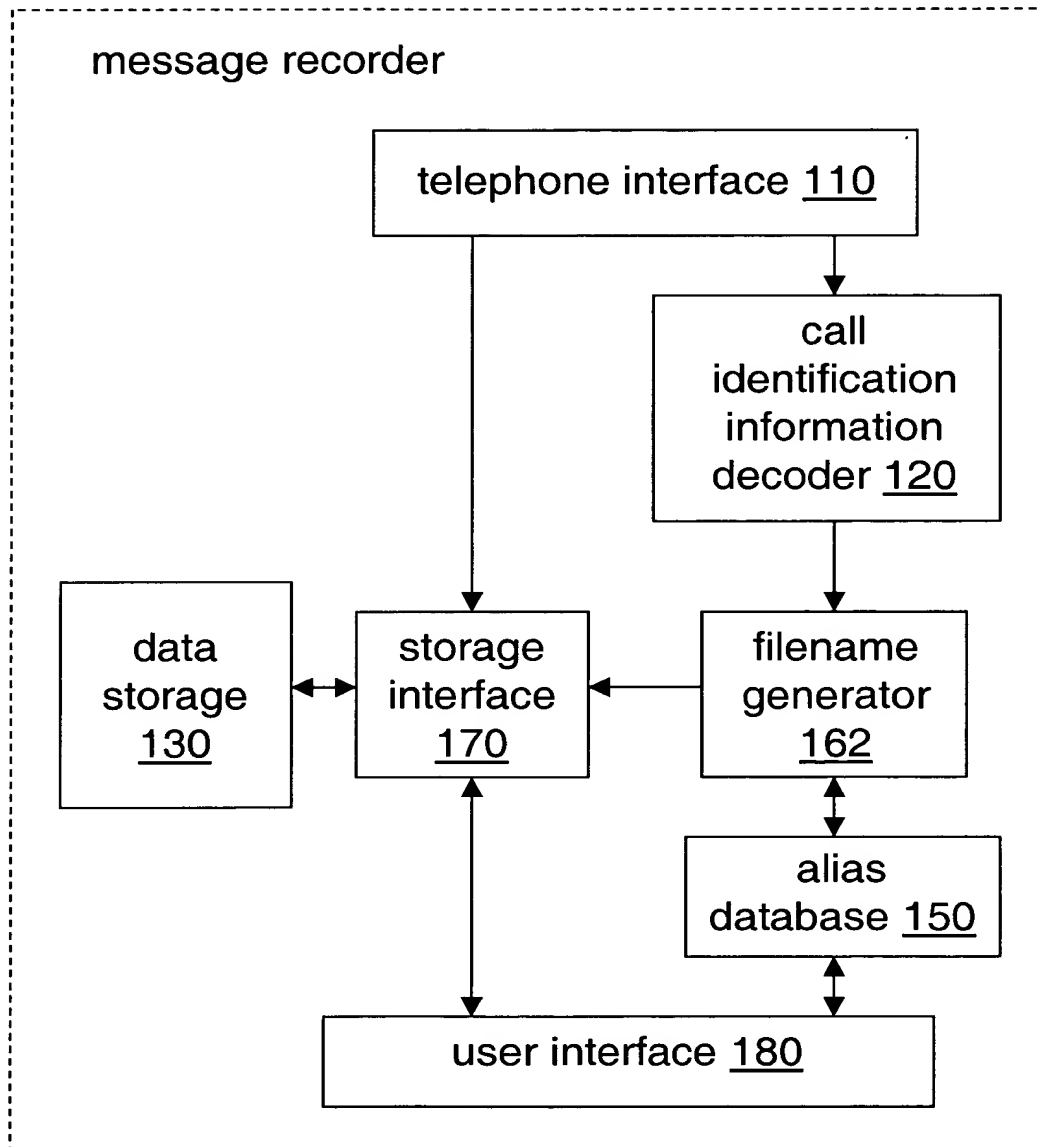 message recorder
telephone interface 110
call
identification
information
decoder 120
data
storage
130
storage
interface
170
filename
generator
162
alias
database 150
user interface 180